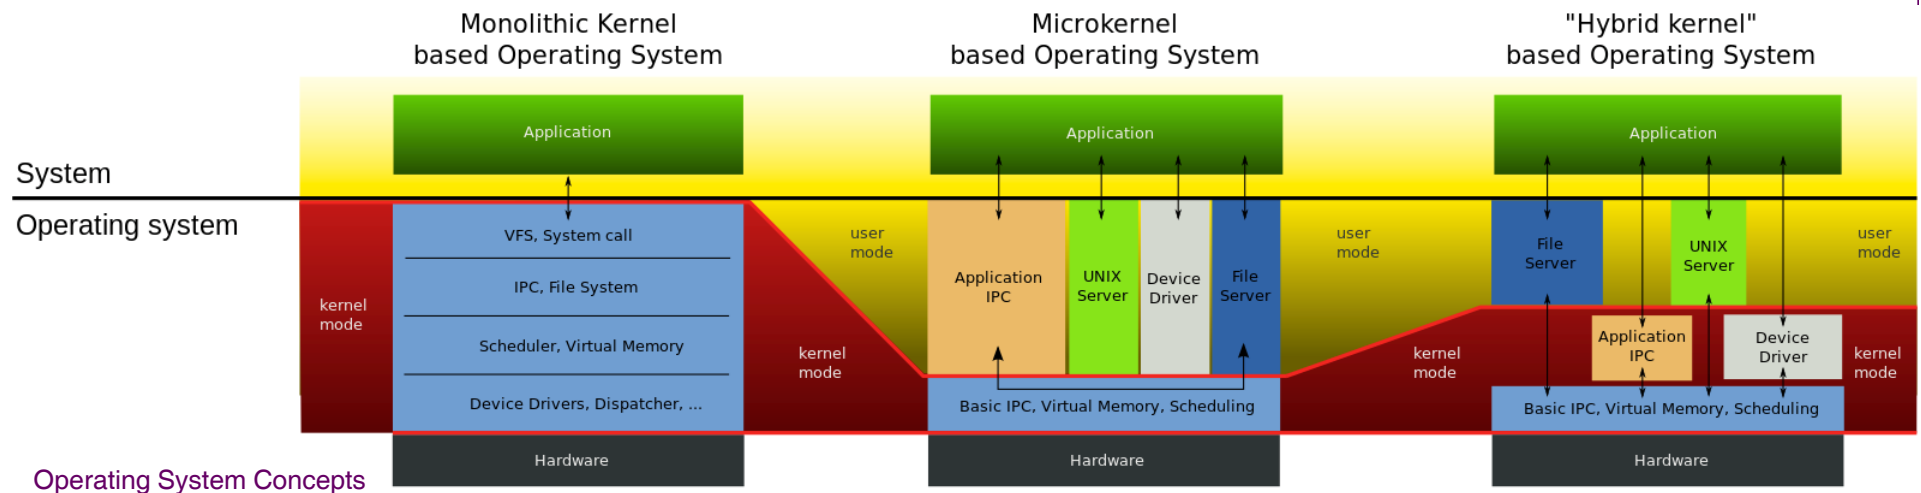 Monolithic Kernel
based Operating System
Microkernel
based Operating System
"Hybrid kernel"
based Operating System
System
Operating system
Application
kernel
mode
VFS, System call
IPC, File System
Scheduler, Virtual Memory
Device Drivers, Dispatcher, ...
Hardware
kernel
mode
user
mode
Application
Application
IPC
UNIX
Server
Device
Driver
File
Server
Basic IPC, Virtual Memory, Scheduling
Hardware
user
mode
kernel
mode
Application
File
Server
UNIX
Server
user
mode
Application
IPC
Device
Driver
kernel
mode
Basic IPC, Virtual Memory, Scheduling
Hardware
Operating System Concepts